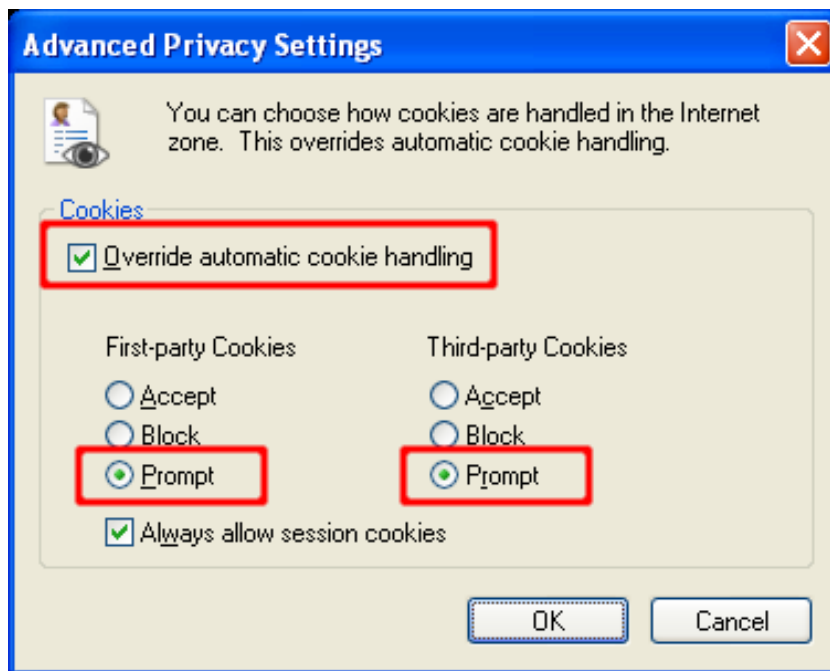 Advanced Privacy Settings
You can choose how cookies are handled in the Internet
zone. This overrides automatic cookie handling.
Cookies
Override automatic cookie handling
First-party Cookies Third-party Cookies
Accept Accept
Block Block
Prompt Prompt
Always allow session cookies
OK Cancel